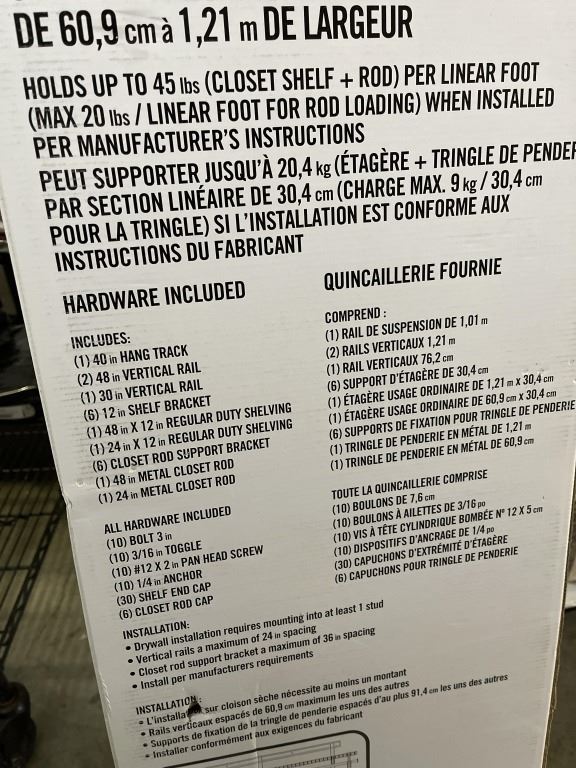 DE 60,9 cm à 1,21 m DE LARGEUR
HOLDS UP TO 45 lbs (CLOSET SHELF + ROD) PER LINEAR FOOT
(MAX 20 lbs / LINEAR FOOT FOR ROD LOADING) WHEN INSTALLED
PER MANUFACTURER'S INSTRUCTIONS
PEUT SUPPORTER JUSQU'À 20,4 kg (ÉTAGÈRE + TRINGLE DE PENDER
PAR SECTION LINÉAIRE DE 30,4 cm (CHARGE MAX. 9 kg / 30,4 cm
POUR LA TRINGLE) SI L'INSTALLATION EST CONFORME AUX
INSTRUCTIONS DU FABRICANT
HARDWARE INCLUDED
INCLUDES:
(1) 40 in HANG TRACK
(2) 48 in VERTICAL RAIL
(1) 30 in VERTICAL RAIL
(6) 12 in SHELF BRACKET
(1) 48 in X 12 in REGULAR DUTY SHELVING
(1) 24 in X 12 in REGULAR DUTY SHELVING
(6) CLOSET ROD SUPPORT BRACKET
(1) 48 in METAL CLOSET ROD
(1) 24 in METAL CLOSET ROD
ALL HARDWARE INCLUDED
(10) BOLT 3 in
(10) 3/16 in TOGGLE
(10) #12 X 2 in PAN HEAD SCREW
(10) 1/4 in ANCHOR
(30) SHELF END CAP
(6) CLOSET ROD CAP
QUINCAILLERIE FOURNIE
COMPREND :
(1) RAIL DE SUSPENSION DE 1,01 m
(2) RAILS VERTICAUX 1,21 m
(1) RAIL VERTICAUX 76,2 cm
(6) SUPPORT D'ÉTAGÈRE DE 30,4 cm
(1) ÉTAGÈRE USAGE ORDINAIRE DE 1,21 m X 30,4 cm
(1) ÉTAGÈRE USAGE ORDINAIRE DE 60,9 cm X 30,4 cm
(6) SUPPORTS DE FIXATION POUR TRINGLE DE PENDERIE
(1) TRINGLE DE PENDERIE EN MÉTAL DE 1,21 m
(1) TRINGLE DE PENDERIE EN MÉTAL DE 60,9 cm
TOUTE LA QUINCAILLERIE COMPRISE
(10) BOULONS DE 7,6 cm
(10) BOULONS À AILETTES DE 3/16 po
(10) VIS À TÊTE CYLINDRIQUE BOMBÉE N° 12 X 5 cm
(10) DISPOSITIFS D'ANCRAGE DE 1/4 po
(30) CAPUCHONS D'EXTRÉMITÉ D'ÉTAGÈRE
(6) CAPUCHONS POUR TRINGLE DE PENDERIE
INSTALLATION:
• Drywall installation requires mounting into at least 1 stud
• Vertical rails a maximum of 24 in spacing
• Closet rod support bracket a maximum of 36 in spacing
• Install per manufacturers requirements
INSTALLATION :
• L'installa sur cloison sèche nécessite au moins un montant
• Rails verticaux espacés de 60,9 cm maximum les uns des autres
• Supports de fixation de la tringle de penderie espacés d'au plus 91,4 cm les uns des autres
• Installer conformément aux exigences du fabricant